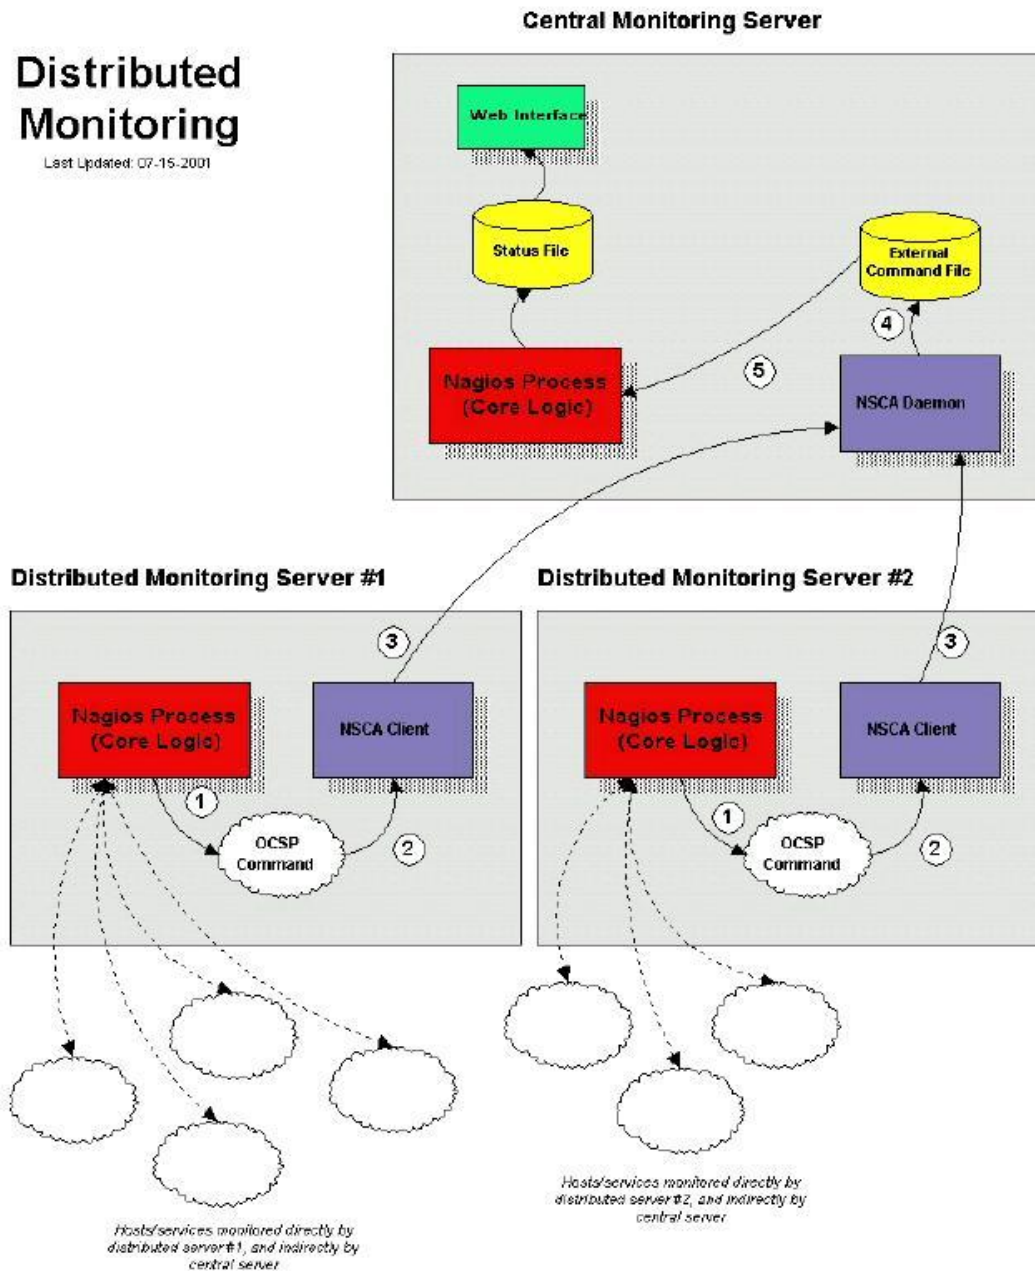 Central Monitoring Server
Distributed
Monitoring
Last Updated: 07-15-2001
Web Interface
Status File
External
Command File
4
5
Nagios Process
(Core Logic)
NSCA Daemon
Distributed Monitoring Server #1
Distributed Monitoring Server #2
3
3
Nagios Process
(Core Logic)
NSCA Client
Nagios Process
(Core Logic)
NSCA Client
1
OCSP
Command
2
1
OCSP
Command
2
Hosts/services monitored directly by
distributed server#2, and indirectly by
central server
Hosts/services monitored directly by
distributed server#1, and indirectly by
central server